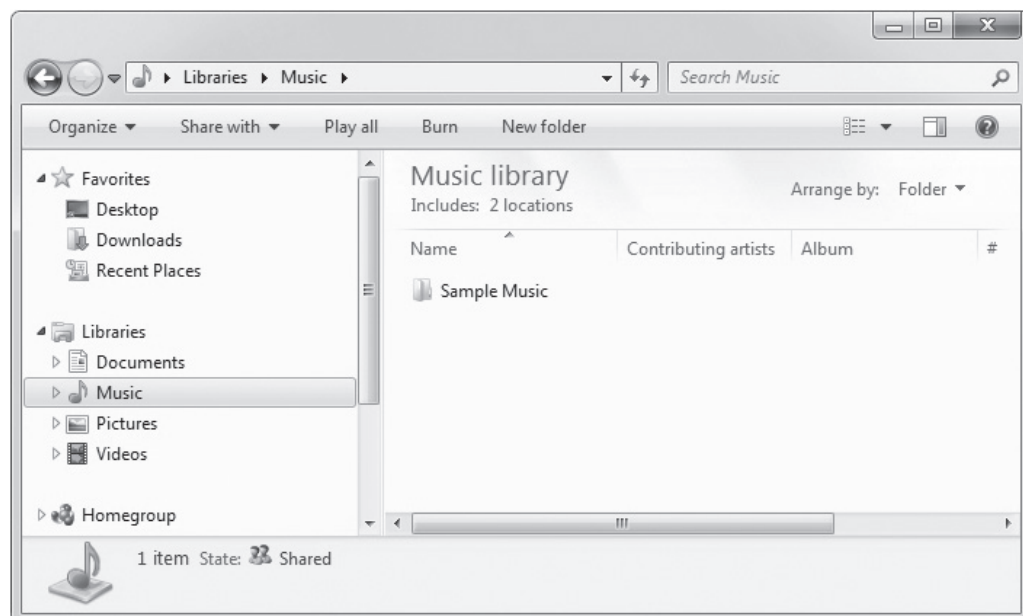 Libraries Music
Search Music
Organize Share with Play all Burn New folder
Favorites
Desktop
Downloads
Recent Places
Libraries
Documents
Music
Pictures
Videos
Homegroup
Music library
Includes: 2 locations
Arrange by: Folder
Name Contributing artists Album #
Sample Music
1 item State: Shared